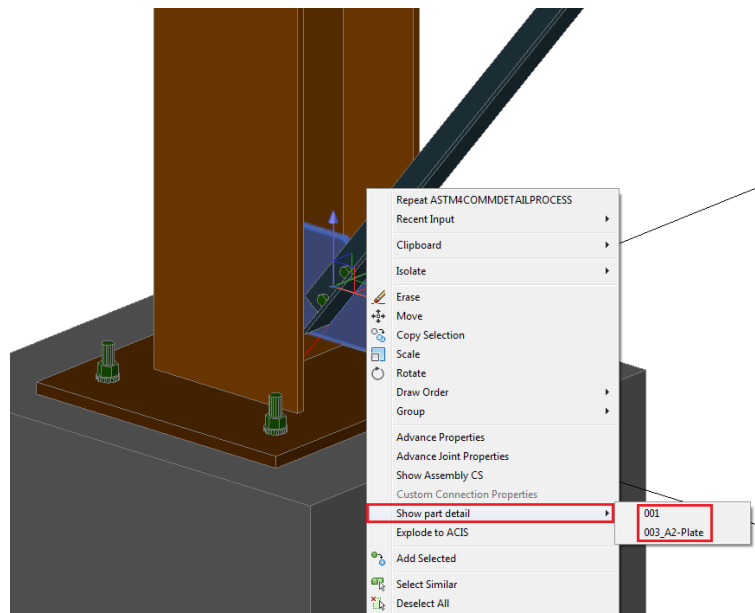 Repeat ASTM4COMMDETAILPROCESS
Recent Input
Clipboard
Isolate
Erase
Move
Copy Selection
Scale
Rotate
Draw Order
Group
Advance Properties
Advance Joint Properties
Show Assembly CS
Custom Connection Properties
Show part detail
001
003_A2-Plate
Explode to ACIS
Add Selected
Select Similar
Deselect All